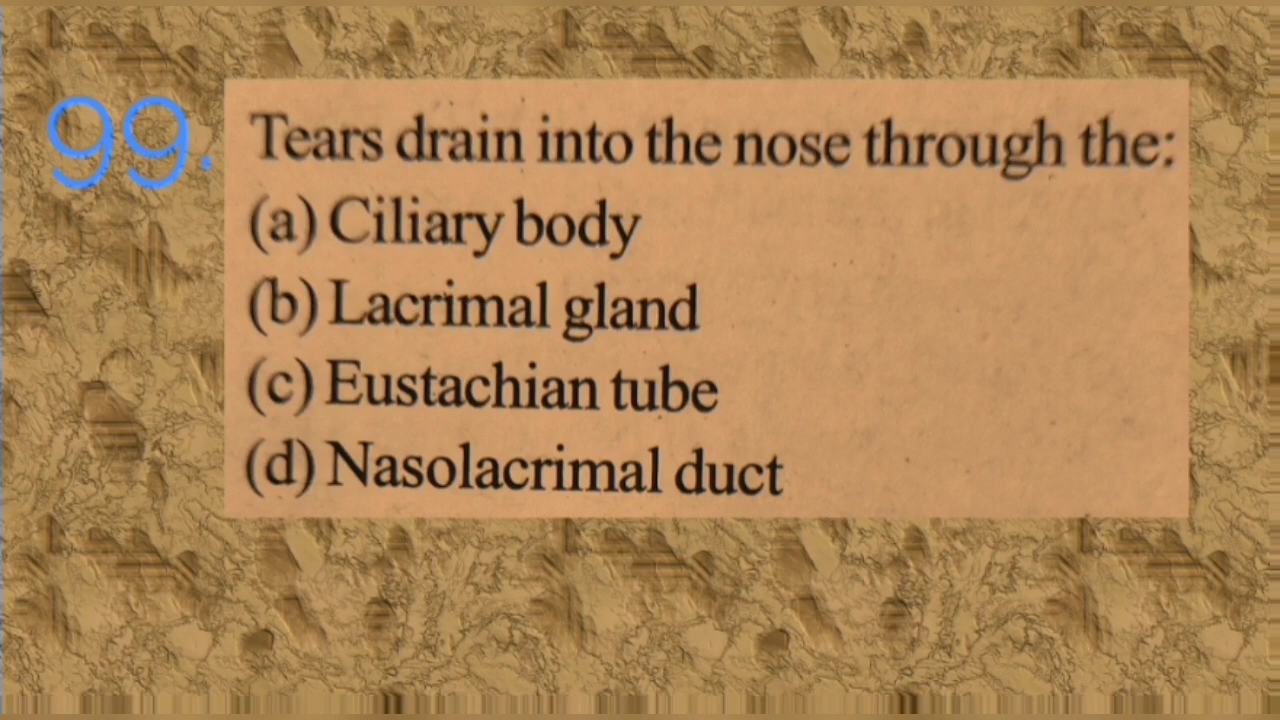 99. Tears drain into the nose through the:
(a) Ciliary body
(b) Lacrimal gland
(c) Eustachian tube
(d) Nasolacrimal duct